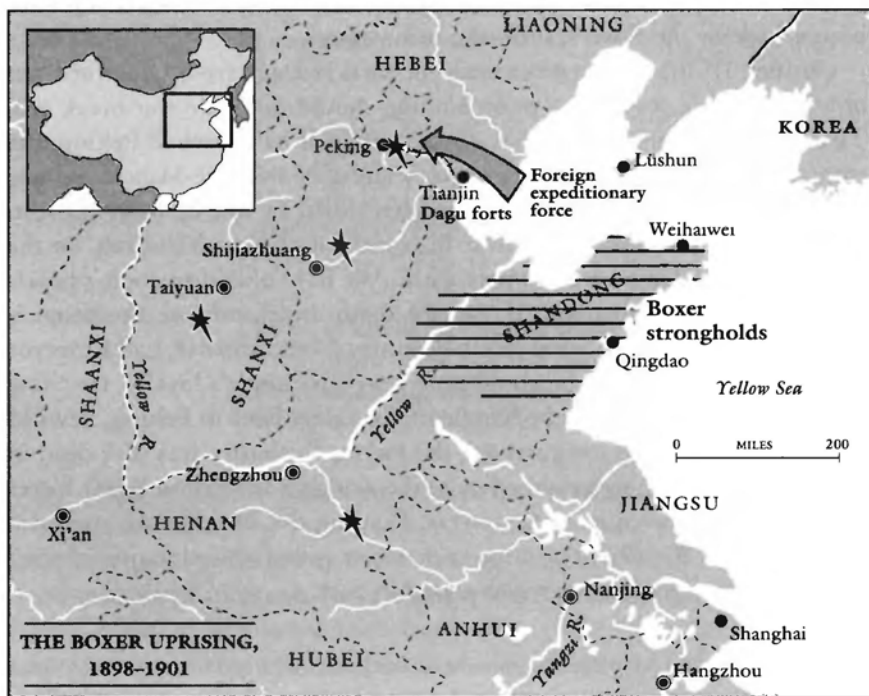 LIAONING
HEBEI
KOREA
Peking
Lüshun
Tianjin
Dagu forts
Foreign
expeditionary
force
Weihaiwei
Shijiazhuang
Taiyuan
SHANDONG
Boxer
strongholds
Qingdao
SHAANXI
Yellow R.
SHANXI
Yellow R.
Yellow Sea
0 MILES 200
Zhengzhou
JIANGSU
HENAN
Xi'an
Nanjing
THE BOXER UPRISING,
1898–1901
ANHUI
Yangzi R.
Shanghai
HUBEI
Hangzhou